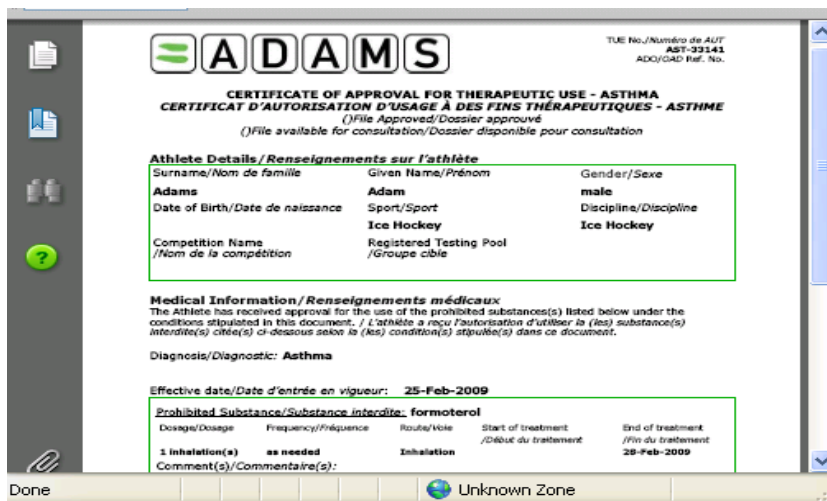 ADAMS
TUE No./Numéro de AUT
AST-33141
ADO/OAD Ref. No.
CERTIFICATE OF APPROVAL FOR THERAPEUTIC USE - ASTHMA
CERTIFICAT D'AUTORISATION D'USAGE À DES FINS THÉRAPEUTIQUES - ASTHME
()File Approved/Dossier approuvé
()File available for consultation/Dossier disponible pour consultation
Athlete Details/Renseignements sur l'athlète
Surname/Nom de famille Given Name/Prénom Gender/Sexe
Adams Adam male
Date of Birth/Date de naissance Sport/Sport Discipline/Discipline
Ice Hockey Ice Hockey
Competition Name Registered Testing Pool
/Nom de la compétition /Groupe cible
Medical Information/Renseignements médicaux
The Athlete has received approval for the use of the prohibited substances(s) listed below under the
conditions stipulated in this document. / L'athlète a reçu l'autorisation d'utiliser la (les) substance(s)
interdite(s) citée(s) ci-dessous selon la (les) condition(s) stipulée(s) dans ce document.
Diagnosis/Diagnostic: Asthma
Effective date/Date d'entrée en vigueur: 25-Feb-2009
Prohibited Substance/Substance interdite: formoterol
Dosage/Dosage Frequency/Fréquence Route/Voie Start of treatment End of treatment
/Début du traitement /Fin du traitement
1 inhalation(s) as needed Inhalation 28-Feb-2009
Comment(s)/Commentaire(s):
Done Unknown Zone